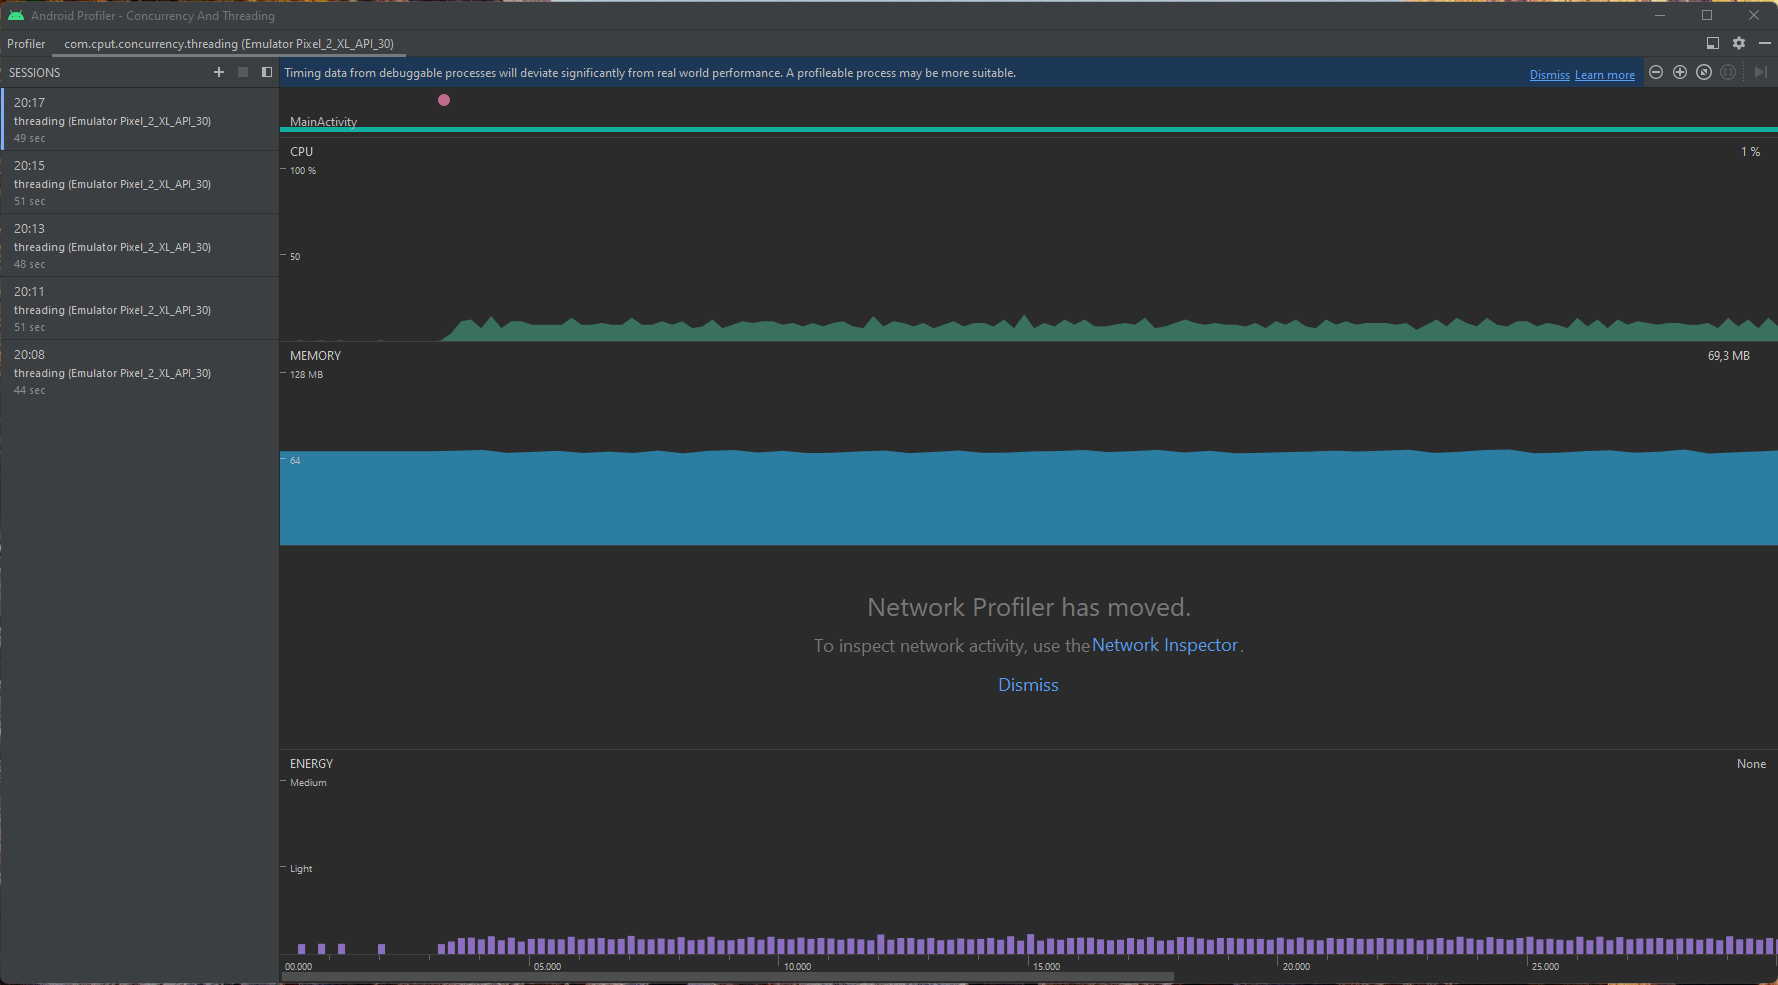 Android Profiler - Concurrency And Threading
Profiler com.cput.concurrency.threading (Emulator Pixel_2_XL_API_30)
SESSIONS
Timing data from debuggable processes will deviate significantly from real world performance. A profileable process may be more suitable. Dismiss Learn more
20:17
threading (Emulator Pixel_2_XL_API_30)
49 sec
20:15
threading (Emulator Pixel_2_XL_API_30)
51 sec
20:13
threading (Emulator Pixel_2_XL_API_30)
48 sec
20:11
threading (Emulator Pixel_2_XL_API_30)
51 sec
20:08
threading (Emulator Pixel_2_XL_API_30)
44 sec
MainActivity
CPU 1 %
100 %
50
MEMORY 69,3 MB
128 MB
64
Network Profiler has moved.
To inspect network activity, use the Network Inspector.
Dismiss
ENERGY None
Medium
Light
00.000 05.000 10.000 15.000 20.000 25.000